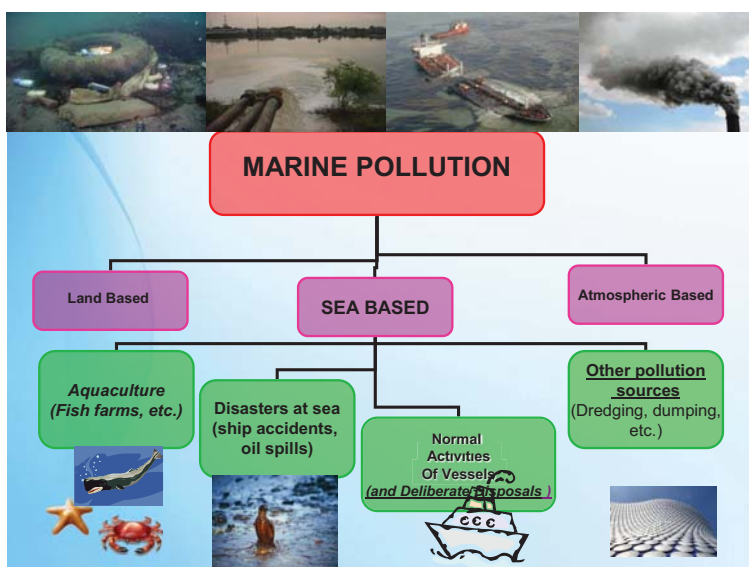 MARINE POLLUTION
Land Based
SEA BASED
Atmospheric Based
Aquaculture
(Fish farms, etc.)
Disasters at sea
(ship accidents,
oil spills)
Normal
Activities
Of Vessels
(and Deliberate Disposals )
Other pollution
sources
(Dredging, dumping,
etc.)